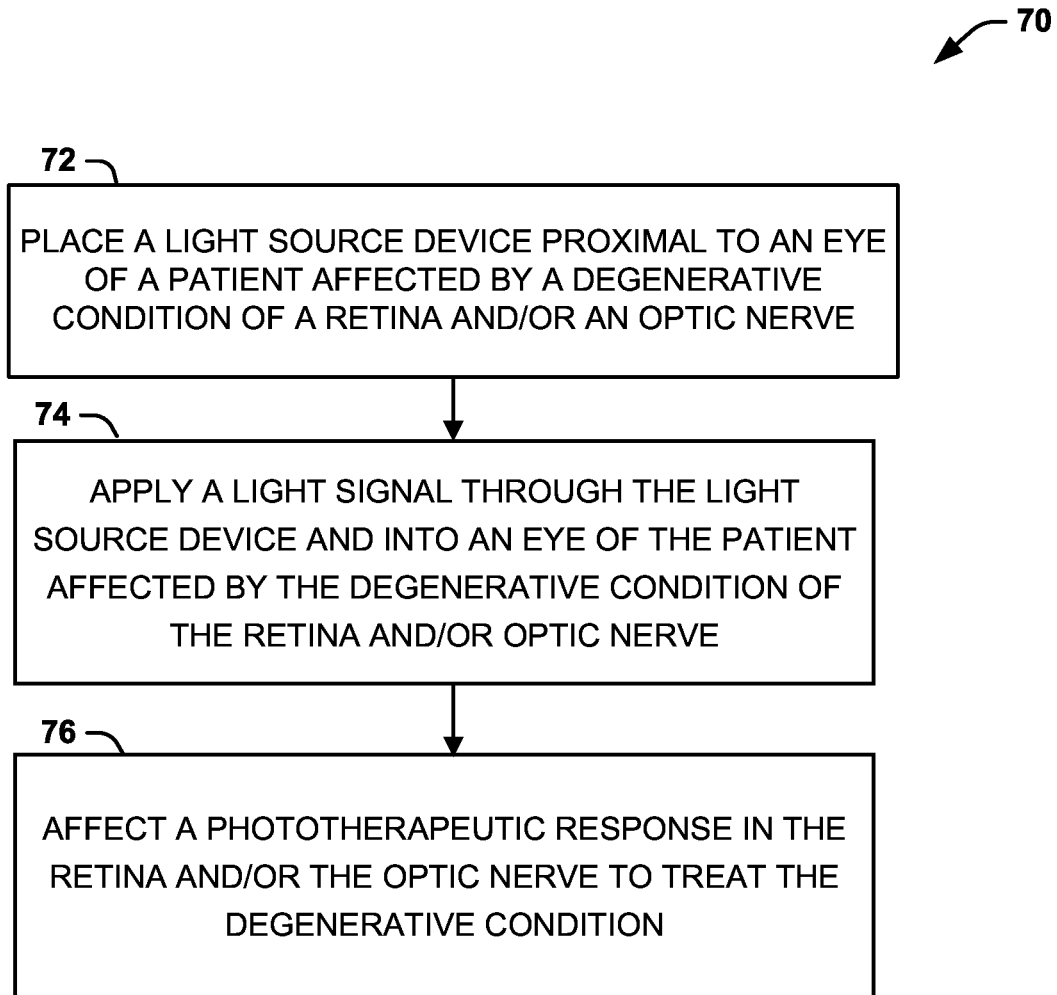 70
72
PLACE A LIGHT SOURCE DEVICE PROXIMAL TO AN EYE
OF A PATIENT AFFECTED BY A DEGENERATIVE
CONDITION OF A RETINA AND/OR AN OPTIC NERVE
74
APPLY A LIGHT SIGNAL THROUGH THE LIGHT
SOURCE DEVICE AND INTO AN EYE OF THE PATIENT
AFFECTED BY THE DEGENERATIVE CONDITION OF
THE RETINA AND/OR OPTIC NERVE
76
AFFECT A PHOTOTHERAPEUTIC RESPONSE IN THE
RETINA AND/OR THE OPTIC NERVE TO TREAT THE
DEGENERATIVE CONDITION